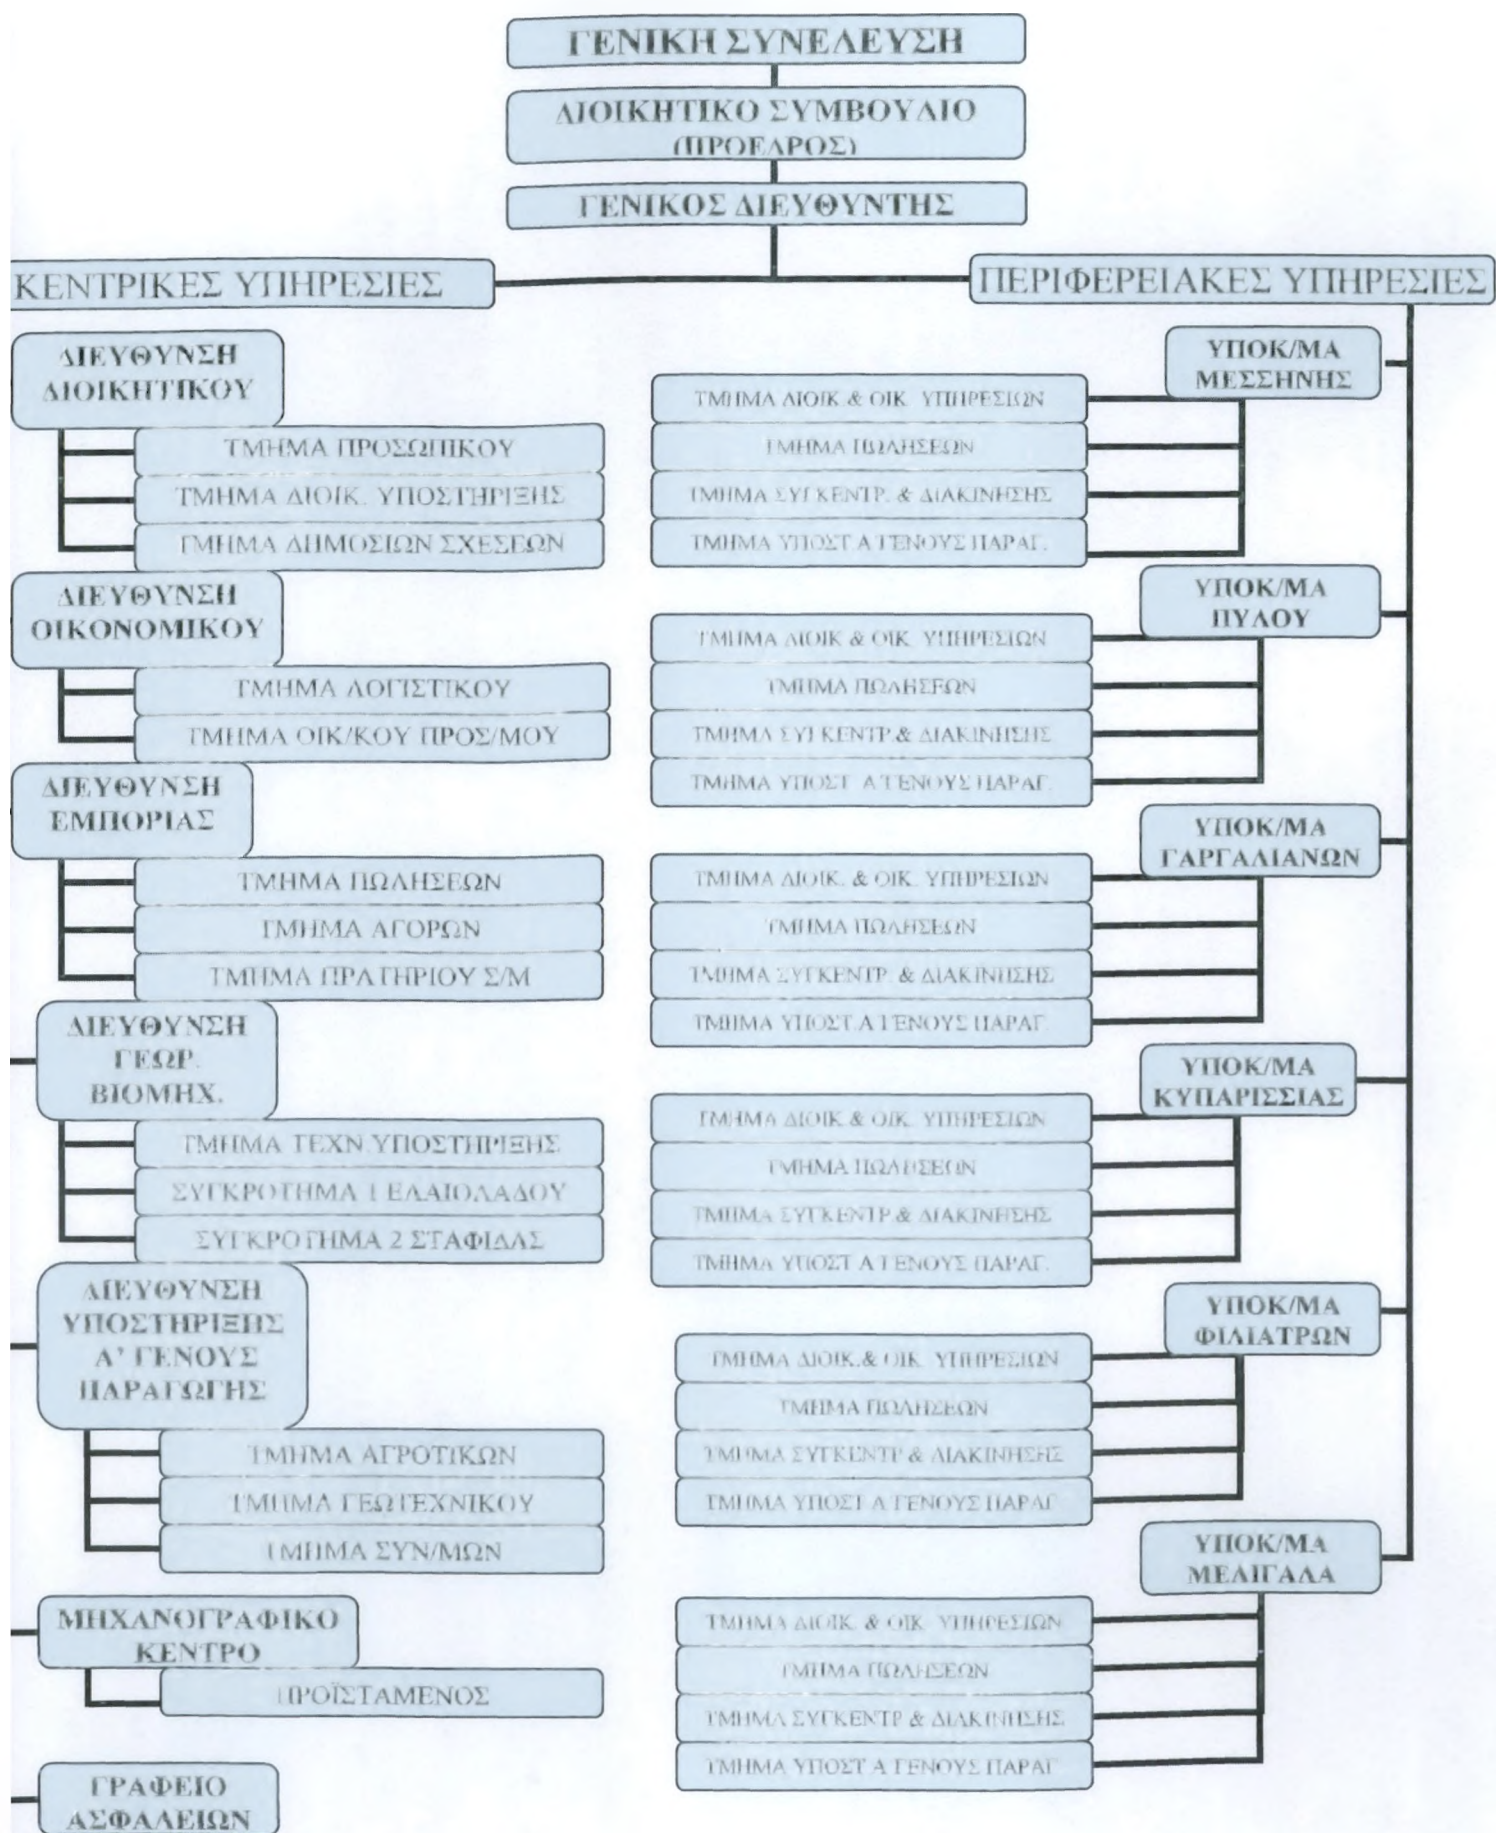 ΓΕΝΙΚΗ ΣΥΝΕΛΕΥΣΗ
ΔΙΟΙΚΗΤΙΚΟ ΣΥΜΒΟΥΛΙΟ
(ΠΡΟΕΔΡΟΣ)
ΓΕΝΙΚΟΣ ΔΙΕΥΘΥΝΤΗΣ
ΚΕΝΤΡΙΚΕΣ ΥΠΗΡΕΣΙΕΣ
ΔΙΕΥΘΥΝΣΗ
ΔΙΟΙΚΗΤΙΚΟΥ
ΤΜΗΜΑ ΠΡΟΣΩΠΙΚΟΥ
ΤΜΗΜΑ ΔΙΟΙΚ. ΥΠΟΣΤΗΡΙΞΗΣ
ΤΜΗΜΑ ΔΗΜΟΣΙΩΝ ΣΧΕΣΕΩΝ
ΔΙΕΥΘΥΝΣΗ
ΟΙΚΟΝΟΜΙΚΟΥ
ΤΜΗΜΑ ΛΟΓΙΣΤΙΚΟΥ
ΤΜΗΜΑ ΟΙΚ/ΚΟΥ ΠΡΟΣ/ΜΟΥ
ΔΙΕΥΘΥΝΣΗ
ΕΜΠΟΡΙΑΣ
ΤΜΗΜΑ ΠΩΛΗΣΕΩΝ
ΤΜΗΜΑ ΑΓΟΡΩΝ
ΤΜΗΜΑ ΠΡΑΤΗΡΙΟΥ Σ/Μ
ΔΙΕΥΘΥΝΣΗ
ΓΕΩΡ.
ΒΙΟΜΗΧ.
ΤΜΗΜΑ ΤΕΧΝ.ΥΠΟΣΤΗΡΙΞΗΣ
ΣΥΓΚΡΟΤΗΜΑ 1 ΕΛΑΙΟΛΑΔΟΥ
ΣΥΓΚΡΟΤΗΜΑ 2 ΣΤΑΦΙΔΑΣ
ΔΙΕΥΘΥΝΣΗ
ΥΠΟΣΤΗΡΙΞΗΣ
Α' ΓΕΝΟΥΣ
ΠΑΡΑΓΩΓΗΣ
ΤΜΗΜΑ ΑΓΡΟΤΙΚΩΝ
ΤΜΗΜΑ ΓΕΩΤΕΧΝΙΚΟΥ
ΤΜΗΜΑ ΣΥΝ/ΜΩΝ
ΜΗΧΑΝΟΓΡΑΦΙΚΟ
ΚΕΝΤΡΟ
ΠΡΟΪΣΤΑΜΕΝΟΣ
ΓΡΑΦΕΙΟ
ΑΣΦΑΛΕΙΩΝ
ΠΕΡΙΦΕΡΕΙΑΚΕΣ ΥΠΗΡΕΣΙΕΣ
ΥΠΟΚ/ΜΑ
ΜΕΣΣΗΝΗΣ
ΤΜΗΜΑ ΔΙΟΙΚ & ΟΙΚ. ΥΠΗΡΕΣΙΩΝ
ΤΜΗΜΑ ΠΩΛΗΣΕΩΝ
ΤΜΗΜΑ ΣΥΓΚΕΝΤΡ. & ΔΙΑΚΙΝΗΣΗΣ
ΤΜΗΜΑ ΥΠΟΣΤ Α ΓΕΝΟΥΣ ΠΑΡΑΓ.
ΥΠΟΚ/ΜΑ
ΠΥΛΟΥ
ΤΜΗΜΑ ΔΙΟΙΚ & ΟΙΚ. ΥΠΗΡΕΣΙΩΝ
ΤΜΗΜΑ ΠΩΛΗΣΕΩΝ
ΤΜΗΜΑ ΣΥΓΚΕΝΤΡ.& ΔΙΑΚΙΝΗΣΗΣ
ΤΜΗΜΑ ΥΠΟΣΤ Α ΓΕΝΟΥΣ ΠΑΡΑΓ.
ΥΠΟΚ/ΜΑ
ΓΑΡΓΑΛΙΑΝΩΝ
ΤΜΗΜΑ ΔΙΟΙΚ. & ΟΙΚ. ΥΠΗΡΕΣΙΩΝ
ΤΜΗΜΑ ΠΩΛΗΣΕΩΝ
ΤΜΗΜΑ ΣΥΓΚΕΝΤΡ. & ΔΙΑΚΙΝΗΣΗΣ
ΤΜΗΜΑ ΥΠΟΣΤ Α ΓΕΝΟΥΣ ΠΑΡΑΓ.
ΥΠΟΚ/ΜΑ
ΚΥΠΑΡΙΣΣΙΑΣ
ΤΜΗΜΑ ΔΙΟΙΚ & ΟΙΚ. ΥΠΗΡΕΣΙΩΝ
ΤΜΗΜΑ ΠΩΛΗΣΕΩΝ
ΤΜΗΜΑ ΣΥΓΚΕΝΤΡ & ΔΙΑΚΙΝΗΣΗΣ
ΤΜΗΜΑ ΥΠΟΣΤ Α ΓΕΝΟΥΣ ΠΑΡΑΓ.
ΥΠΟΚ/ΜΑ
ΦΙΛΙΑΤΡΩΝ
ΤΜΗΜΑ ΔΙΟΙΚ.& ΟΙΚ. ΥΠΗΡΕΣΙΩΝ
ΤΜΗΜΑ ΠΩΛΗΣΕΩΝ
ΤΜΗΜΑ ΣΥΓΚΕΝΤΡ & ΔΙΑΚΙΝΗΣΗΣ
ΤΜΗΜΑ ΥΠΟΣΤ Α ΓΕΝΟΥΣ ΠΑΡΑΓ
ΥΠΟΚ/ΜΑ
ΜΕΛΙΓΑΛΑ
ΤΜΗΜΑ ΔΙΟΙΚ. & ΟΙΚ. ΥΠΗΡΕΣΙΩΝ
ΤΜΗΜΑ ΠΩΛΗΣΕΩΝ
ΤΜΗΜΑ ΣΥΓΚΕΝΤΡ & ΔΙΑΚΙΝΗΣΗΣ
ΤΜΗΜΑ ΥΠΟΣΤ Α ΓΕΝΟΥΣ ΠΑΡΑΓ